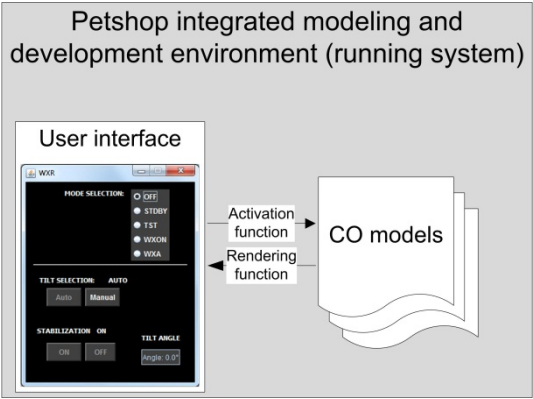 Petshop integrated modeling and
development environment (running system)
User interface
WXR
MODE SELECTION:
OFF
STDBY
TST
WXON
WXA
TILT SELECTION: AUTO
Auto Manual
STABILIZATION ON
ON OFF
TILT ANGLE
Angle: 0.0°
Activation
function
Rendering
function
CO models